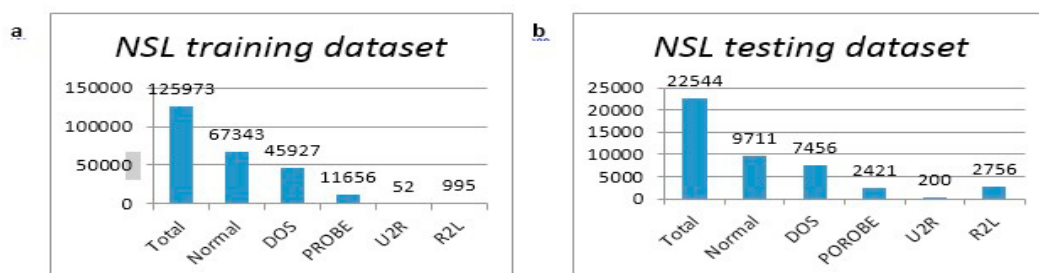 a
NSL training dataset
150000
100000
50000
0
125973
67343
45927
11656
52
995
Total
Normal
DOS
PROBE
U2R
R2L
b
NSL testing dataset
25000
20000
15000
10000
5000
0
22544
9711
7456
2421
200
2756
Total
Normal
DOS
POROBE
U2R
R2L